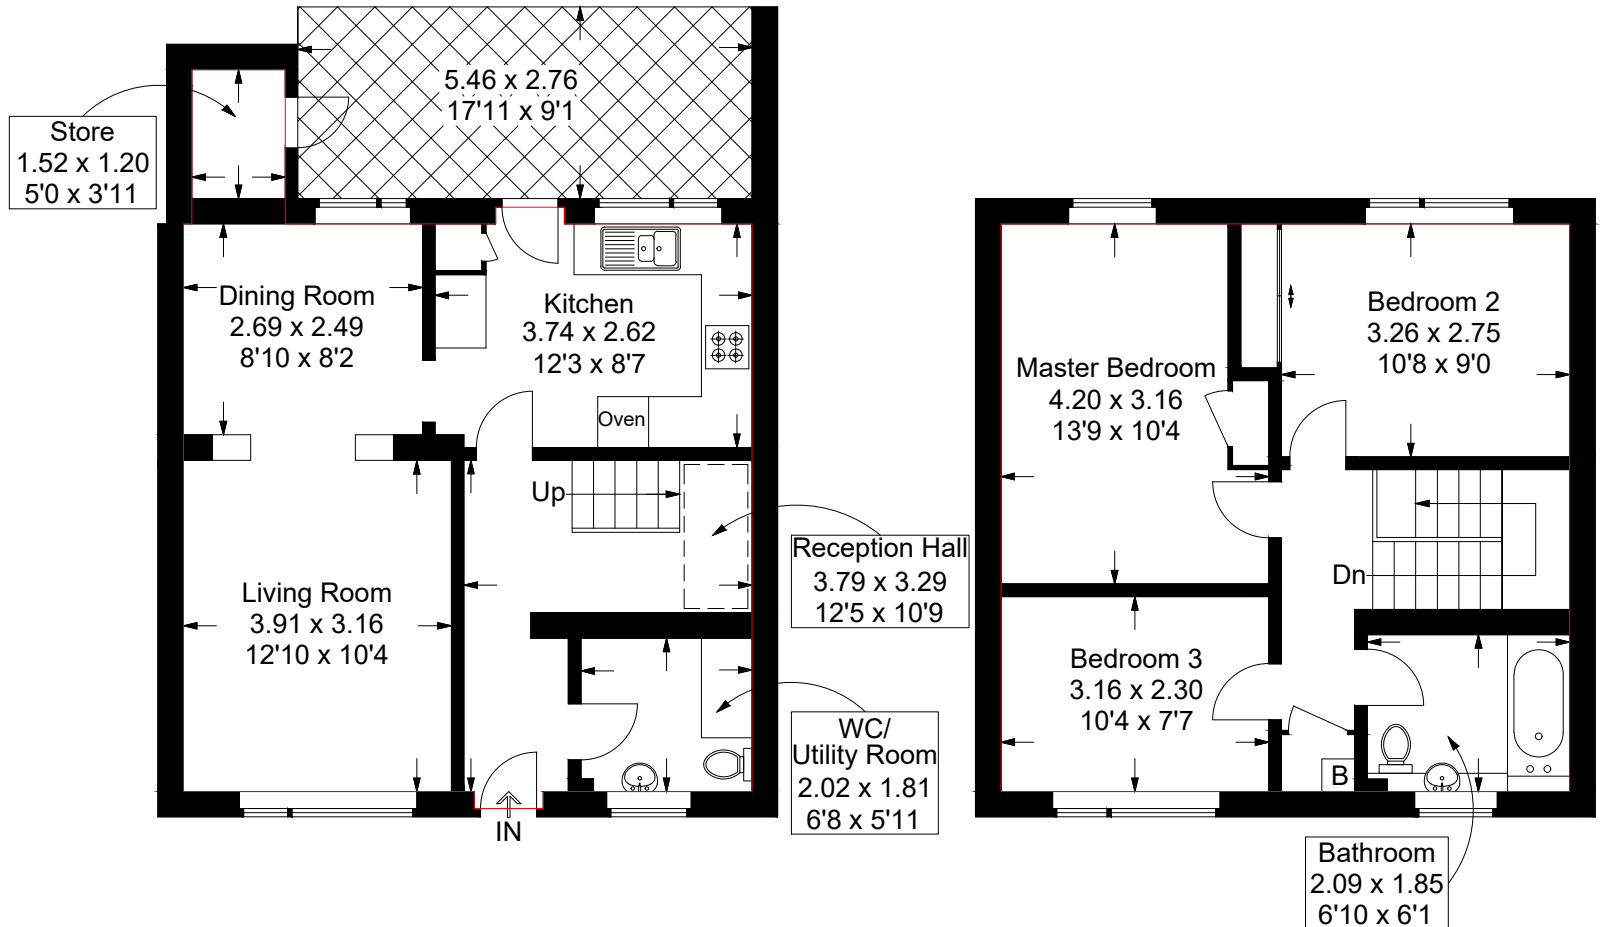 5.46 x 2.76
17'11 x 9'1
Store
1.52 x 1.20
5'0 x 3'11
Dining Room
2.69 x 2.49
8'10 x 8'2
Kitchen
3.74 x 2.62
12'3 x 8'7
Oven
Up
Reception Hall
3.79 x 3.29
12'5 x 10'9
Living Room
3.91 x 3.16
12'10 x 10'4
WC/
Utility Room
2.02 x 1.81
6'8 x 5'11
IN
Master Bedroom
4.20 x 3.16
13'9 x 10'4
Bedroom 2
3.26 x 2.75
10'8 x 9'0
Dn
Bedroom 3
3.16 x 2.30
10'4 x 7'7
B
Bathroom
2.09 x 1.85
6'10 x 6'1